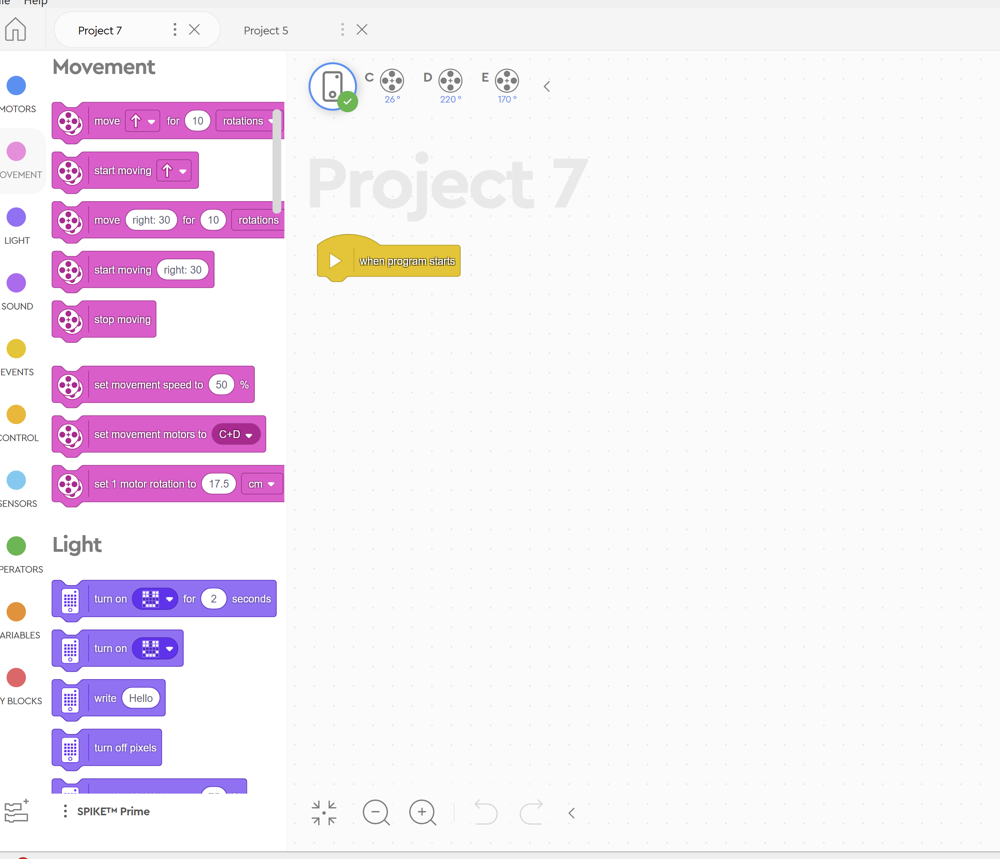 Help
Project 7
Project 5
Movement
MOTORS
move for 10 rotations
start moving
OVEMENT
move right: 30 for 10 rotations
LIGHT
start moving right: 30
SOUND
stop moving
EVENTS
set movement speed to 50 %
CONTROL
set movement motors to C+D
SENSORS
set 1 motor rotation to 17.5 cm
Light
PERATORS
turn on for 2 seconds
ARIABLES
turn on
Y BLOCKS
write Hello
turn off pixels
SPIKE™ Prime
C D E
26° 220° 170°
Project 7
when program starts